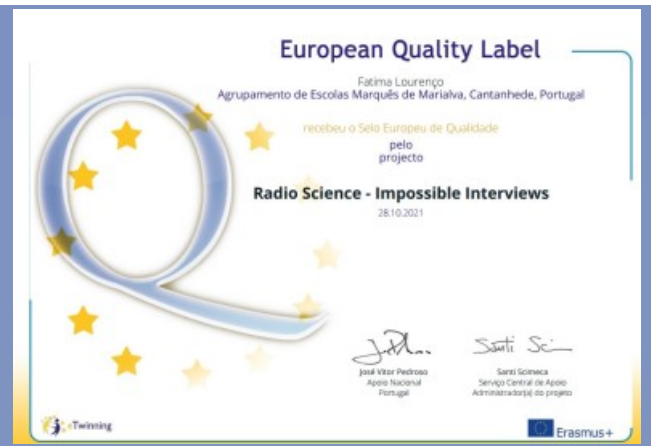 European Quality Label
Fatima Lourenço
Agrupamento de Escolas Marquês de Marialva, Cantanhede, Portugal
recebeu o Selo Europeu de Qualidade
pelo
projecto
Radio Science - Impossible Interviews
28.10.2021
José Vitor Pedroso
Apoio Nacional
Portugal
Santi Scimeca
Serviço Central de Apoio
Administrador(a) do projeto
eTwinning
Erasmus+